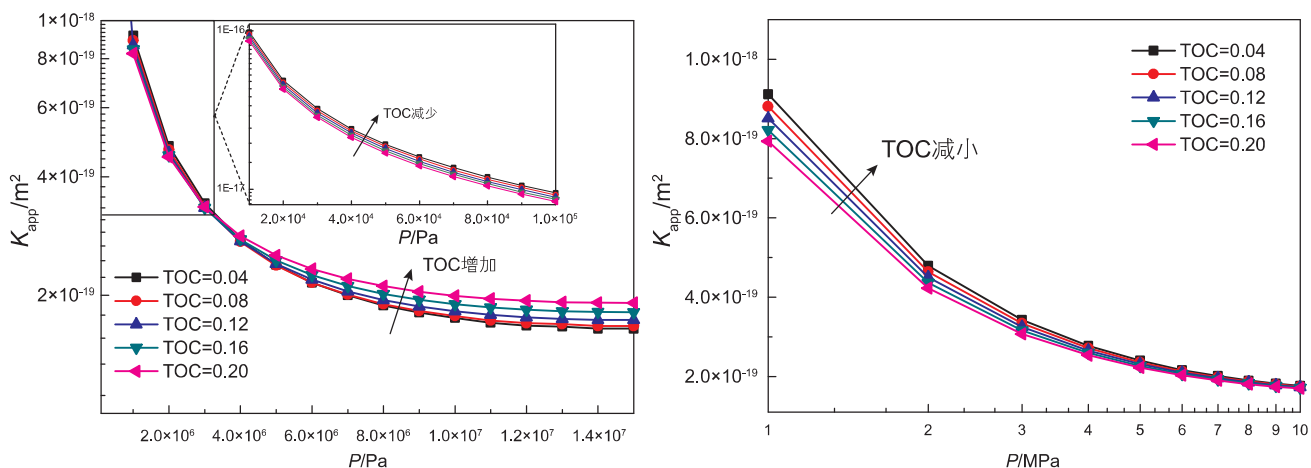 1×10⁻¹⁸
8×10⁻¹⁹
6×10⁻¹⁹
4×10⁻¹⁹
2×10⁻¹⁹
Kapp/m²
1E-16
1E-17
TOC减少
2.0×10⁴ 4.0×10⁴ 6.0×10⁴ 8.0×10⁴ 1.0×10⁵
P/Pa
TOC增加
TOC=0.04
TOC=0.08
TOC=0.12
TOC=0.16
TOC=0.20
2.0×10⁶ 4.0×10⁶ 6.0×10⁶ 8.0×10⁶ 1.0×10⁷ 1.2×10⁷ 1.4×10⁷
P/Pa
1.0×10⁻¹⁸
8.0×10⁻¹⁹
6.0×10⁻¹⁹
4.0×10⁻¹⁹
2.0×10⁻¹⁹
Kapp/m²
TOC=0.04
TOC=0.08
TOC=0.12
TOC=0.16
TOC=0.20
TOC减小
1 2 3 4 5 6 7 8 9 10
P/MPa